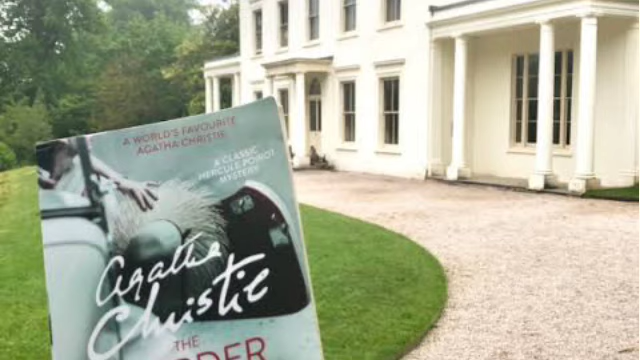 A WORLD'S FAVOURITE
AGATHA CHRISTIE
A CLASSIC
HERCULE POIROT
MYSTERY
Agatha
Christie
THE